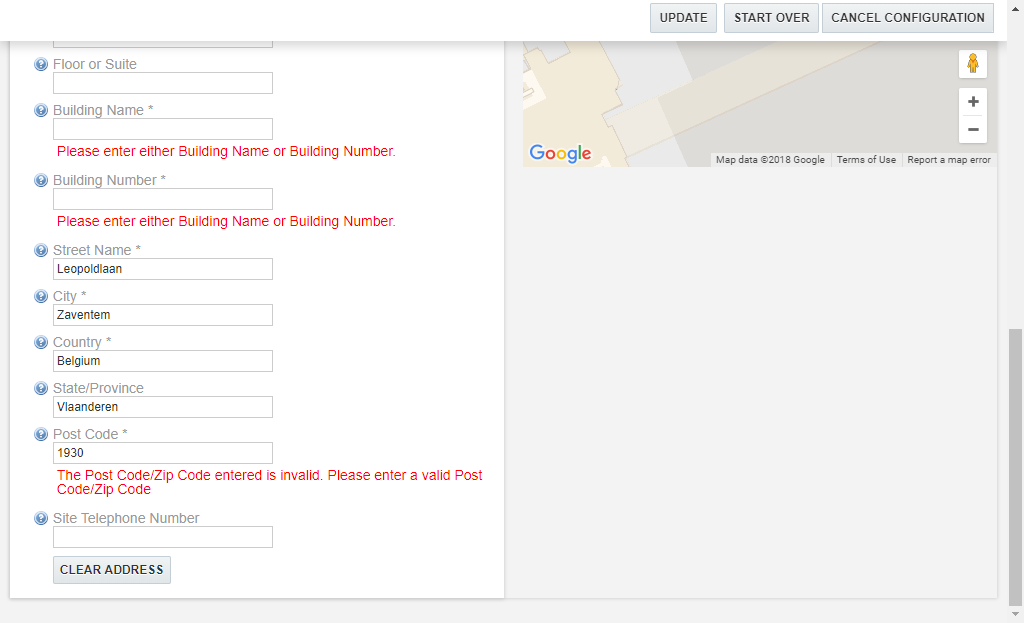 UPDATE START OVER CANCEL CONFIGURATION
Floor or Suite
Building Name *
Please enter either Building Name or Building Number.
Building Number *
Please enter either Building Name or Building Number.
Street Name *
Leopoldlaan
City *
Zaventem
Country *
Belgium
State/Province
Vlaanderen
Post Code *
1930
The Post Code/Zip Code entered is invalid. Please enter a valid Post
Code/Zip Code
Site Telephone Number
CLEAR ADDRESS
Google
Map data ©2018 Google Terms of Use Report a map error